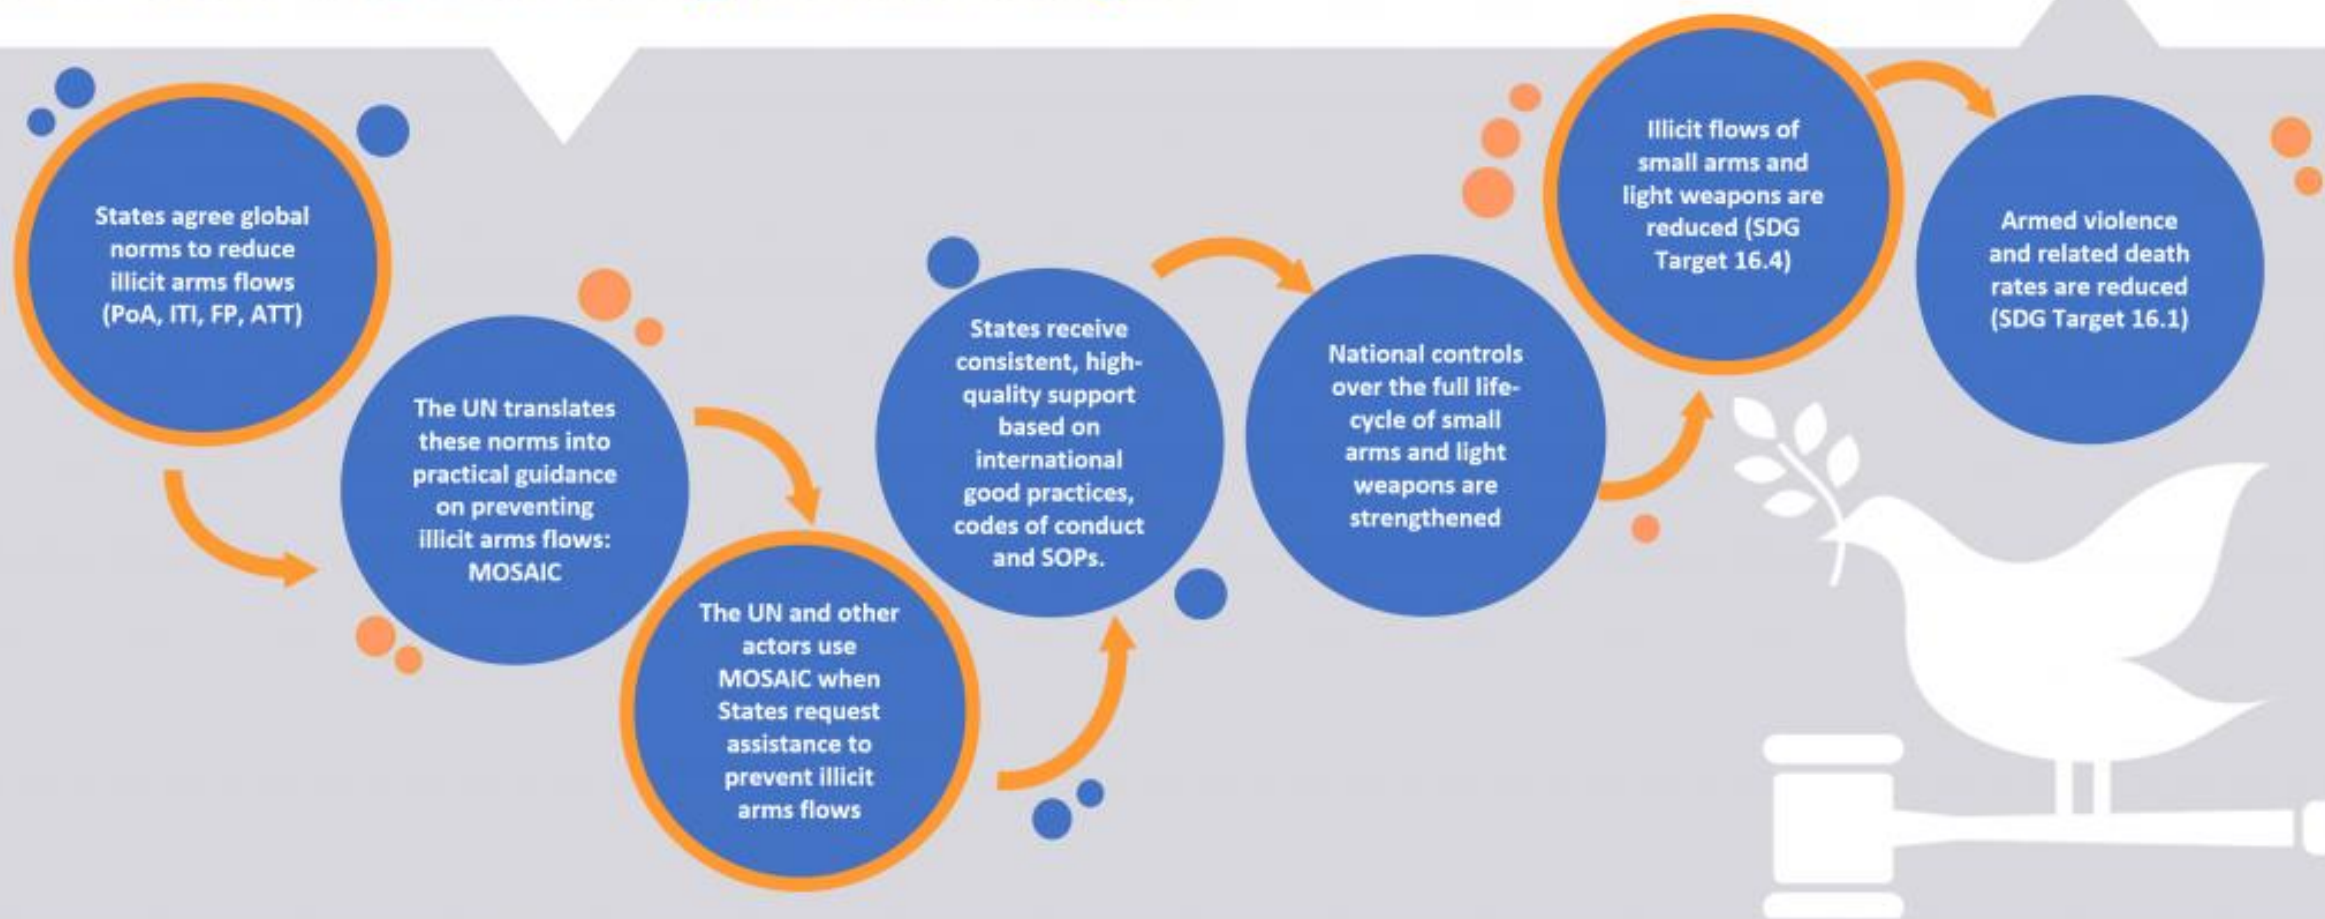 States agree global
norms to reduce
illicit arms flows
(PoA, ITI, FP, ATT)
The UN translates
these norms into
practical guidance
on preventing
illicit arms flows:
MOSAIC
The UN and other
actors use
MOSAIC when
States request
assistance to
prevent illicit
arms flows
States receive
consistent, high-
quality support
based on
international
good practices,
codes of conduct
and SOPs.
National controls
over the full life-
cycle of small
arms and light
weapons are
strengthened
Illicit flows of
small arms and
light weapons are
reduced (SDG
Target 16.4)
Armed violence
and related death
rates are reduced
(SDG Target 16.1)